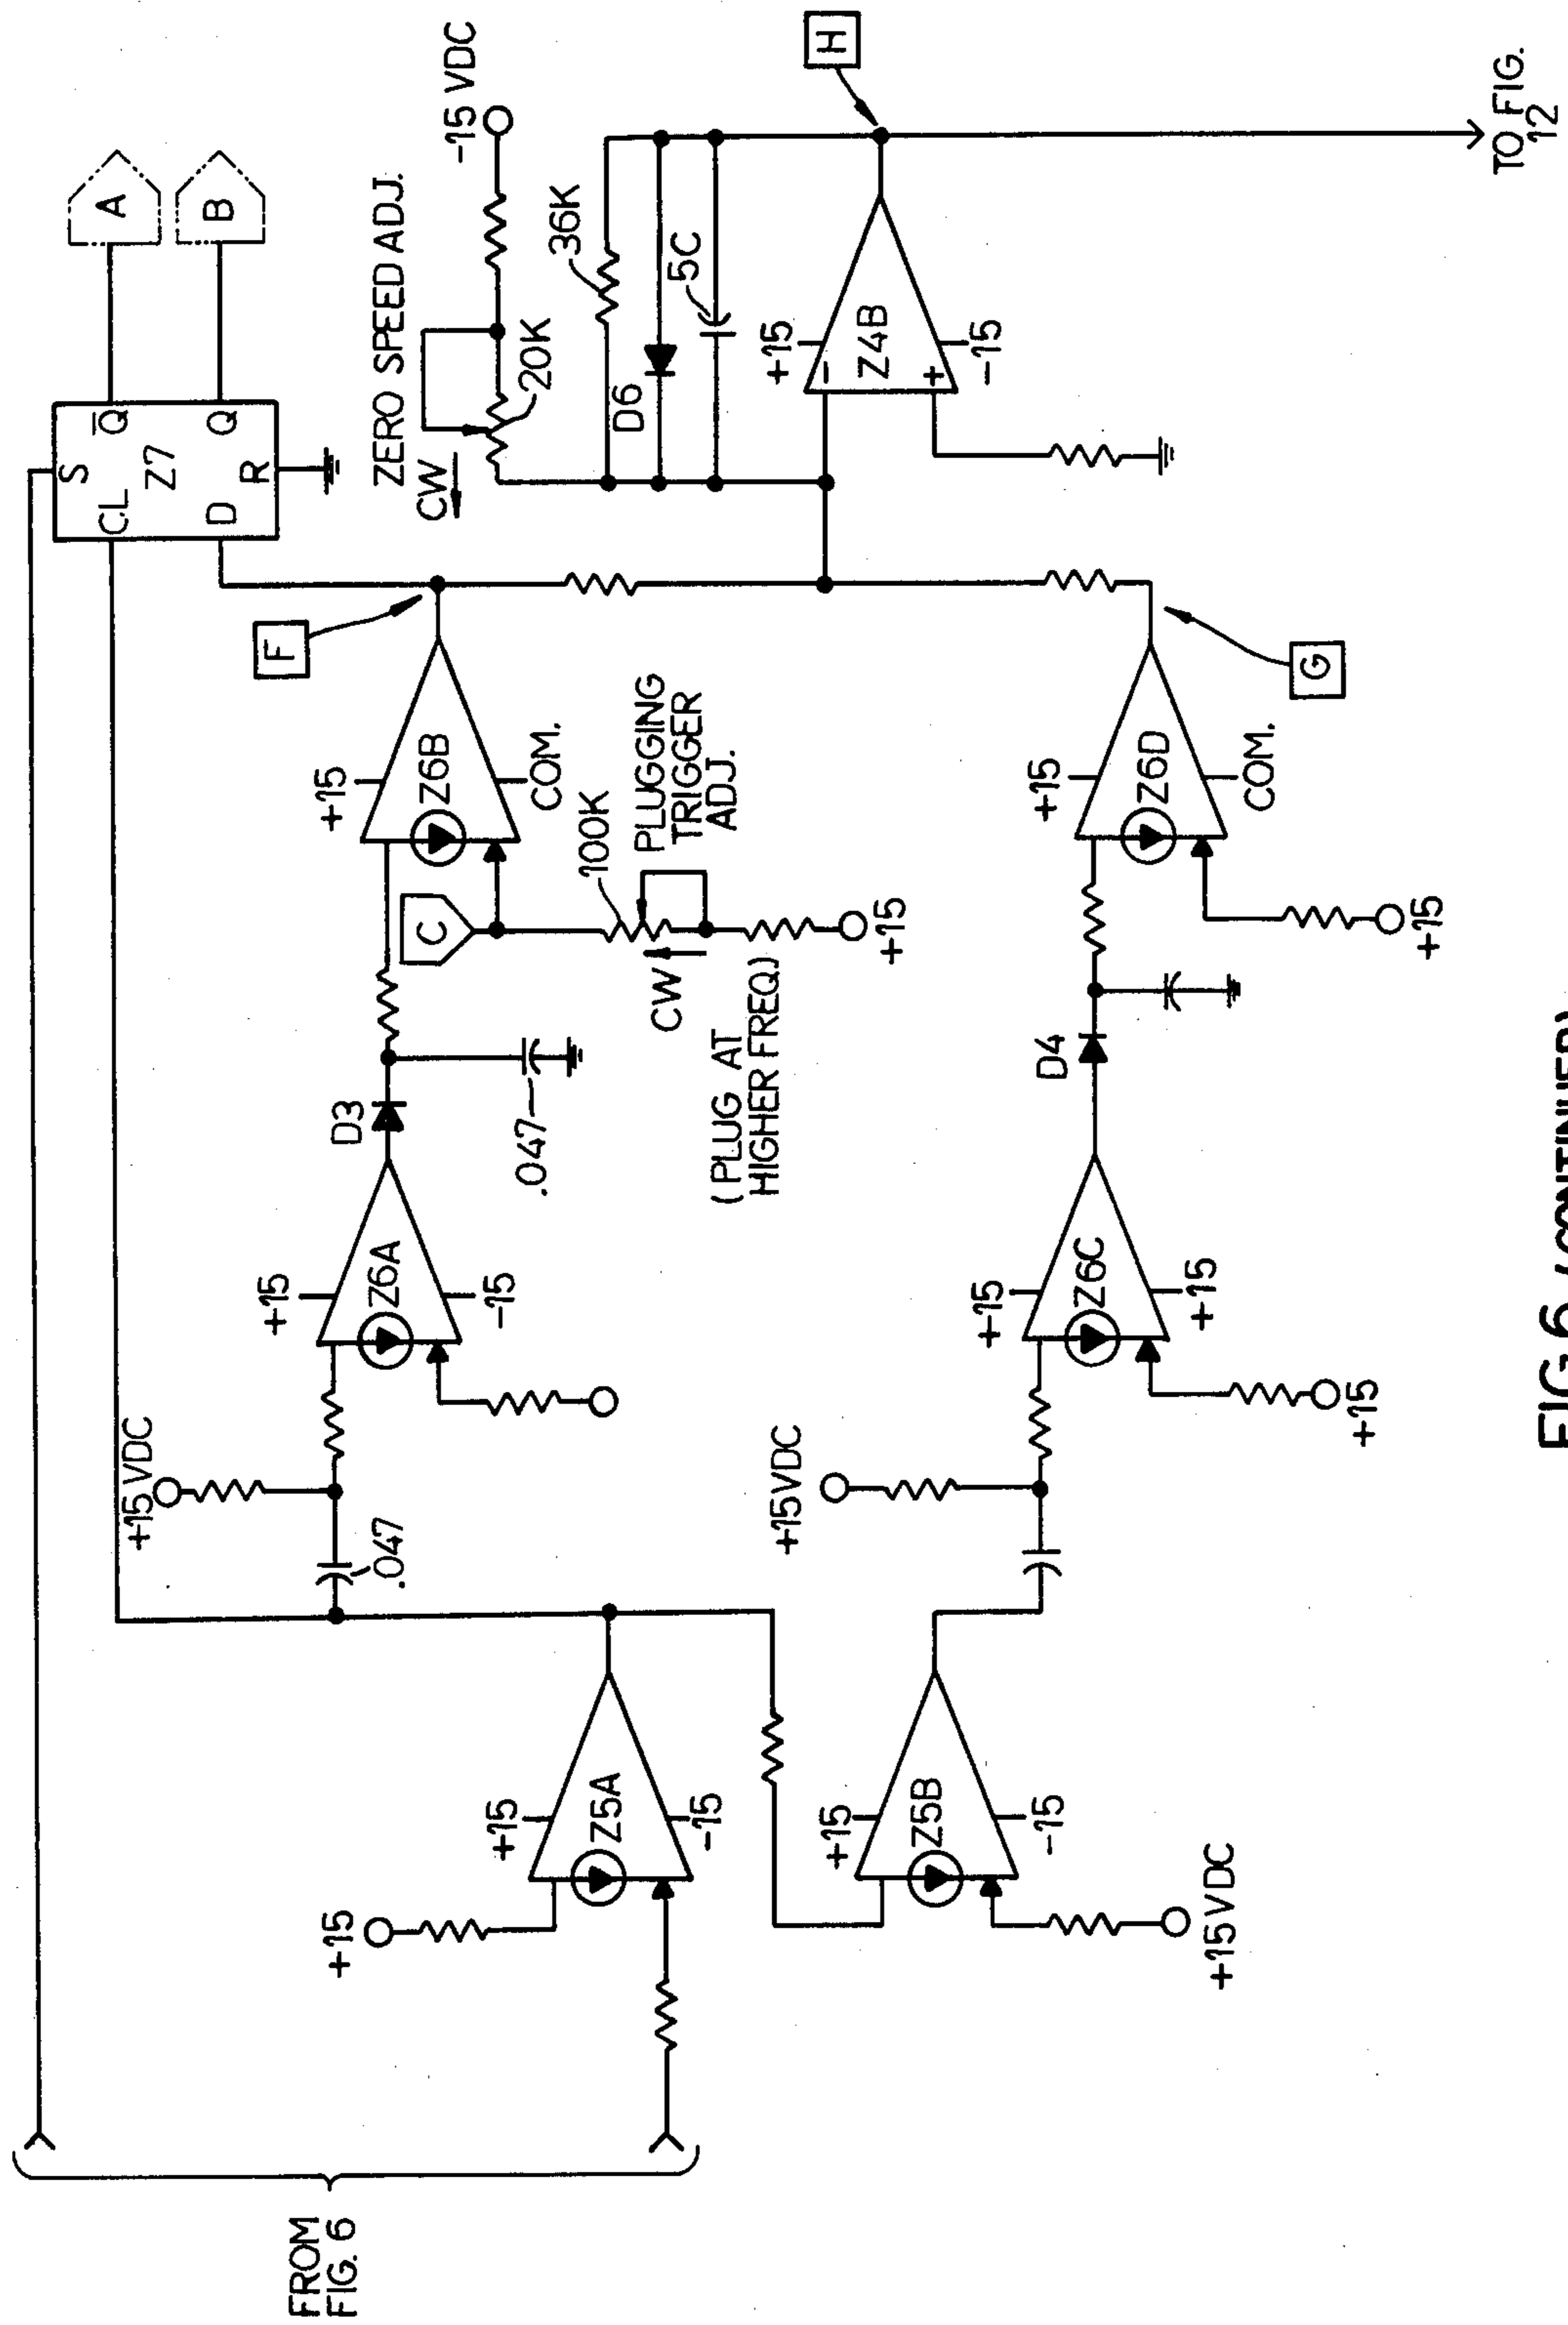 FROM
FIG. 6
+15
Z5A
+15
-15
+15
Z5B
-15
+15 VDC
+15 VDC
.047
+15
Z6A
-15
D3
.047
+15
Z6B
COM.
C
100K
PLUGGING
TRIGGER
ADJ.
CW
(PLUG AT
HIGHER FREQ.)
+15
F
+15VDC
+15
Z6C
+15
+15
D4
+15
Z6D
COM.
+15
G
S
CL
Z7
Q̅
D
Q
R
A
B
ZERO SPEED ADJ.
-15 VDC
CW
20K
36K
D6
5C
+15
−
Z4B
+
-15
H
TO FIG.
12
FIG.6 (CONTINUED)